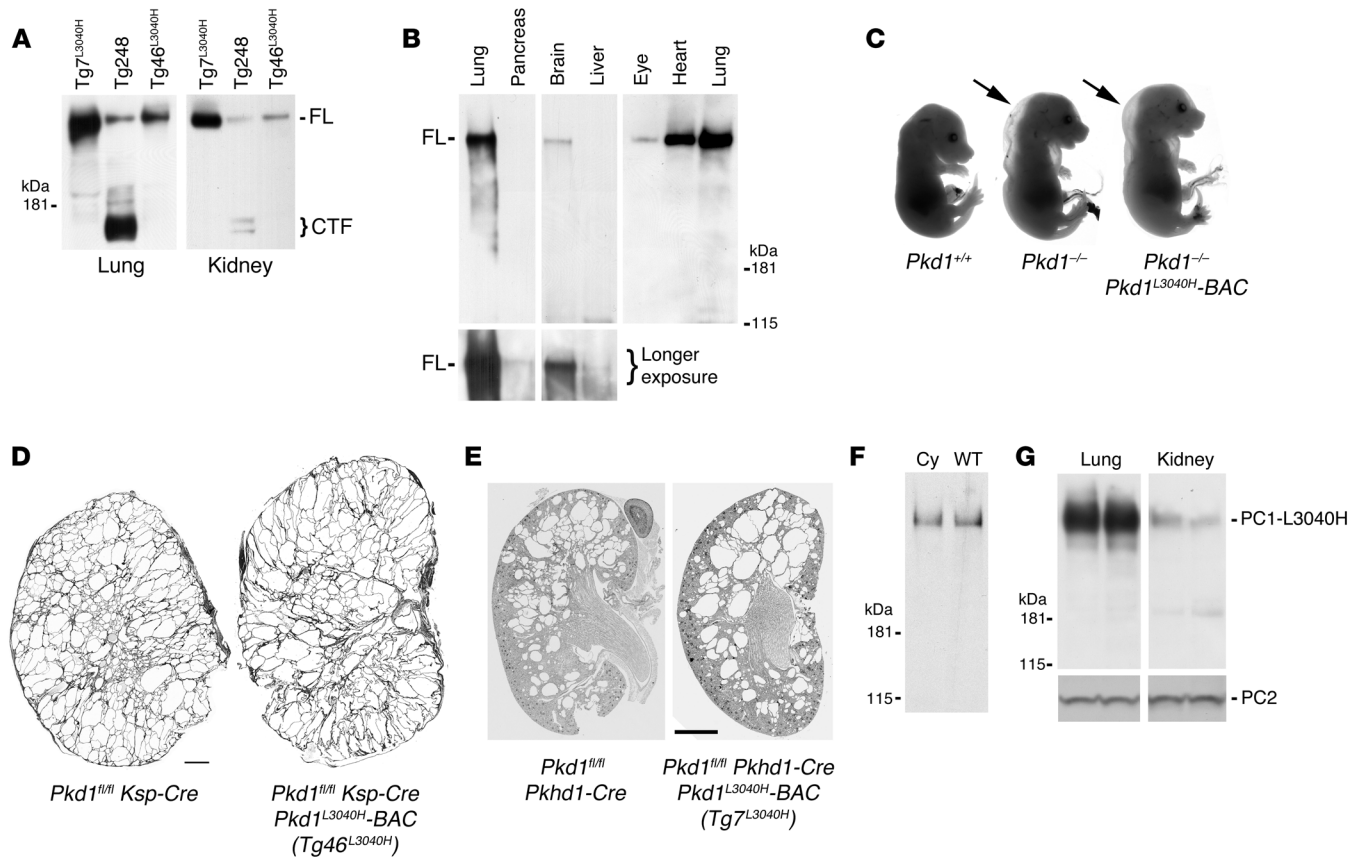 A
Tg7L3040H
Tg248
Tg46L3040H
Tg7L3040H
Tg248
Tg46L3040H
-FL
kDa
181-
}CTF
Lung
Kidney
B
Lung
Pancreas
Brain
Liver
Eye
Heart
Lung
FL-
kDa
-181
-115
FL-
} Longer
exposure
C
Pkd1+/+
Pkd1–/–
Pkd1–/–
Pkd1L3040H-BAC
D
Pkd1fl/fl Ksp-Cre
Pkd1fl/fl Ksp-Cre
Pkd1L3040H-BAC
(Tg46L3040H)
E
Pkd1fl/fl
Pkhd1-Cre
Pkd1fl/fl Pkhd1-Cre
Pkd1L3040H-BAC
(Tg7L3040H)
F
Cy
WT
kDa
181-
115-
G
Lung
Kidney
-PC1-L3040H
kDa
181-
115-
-PC2